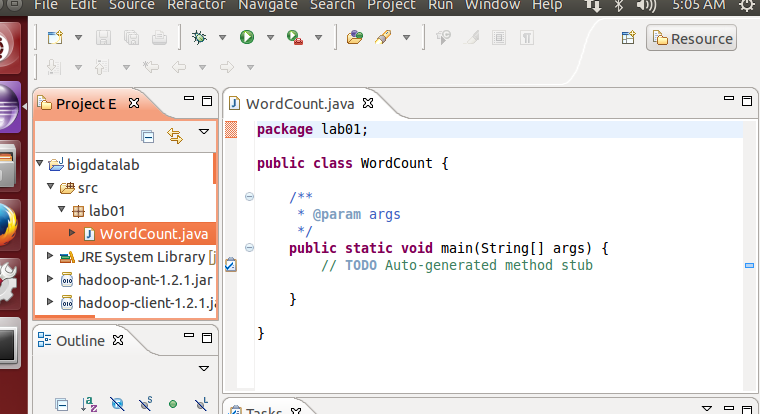 File Edit Source Refactor Navigate Search Project Run Window Help 5:05 AM
Resource
Project E
WordCount.java
bigdatalab
src
lab01
WordCount.java
JRE System Library [
hadoop-ant-1.2.1.jar
hadoop-client-1.2.1.ja
Outline
package lab01;
public class WordCount {
/**
* @param args
*/
public static void main(String[] args) {
// TODO Auto-generated method stub
}
}
Tasks